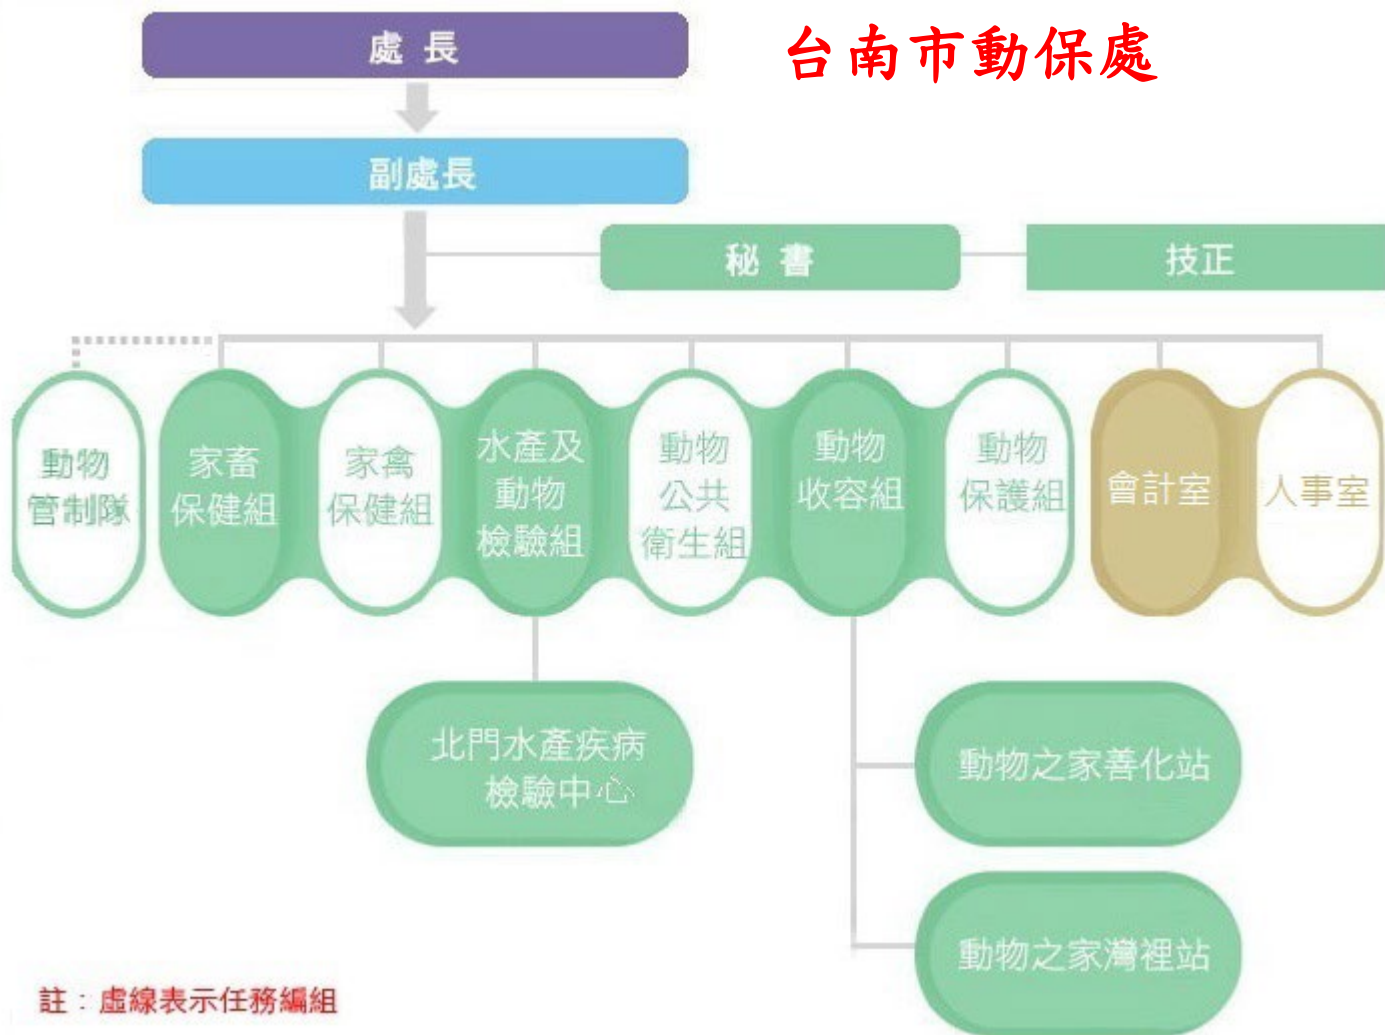 處 長
台南市動保處
副處長
秘 書
技正
動物
管制隊
家畜
保健組
家禽
保健組
水產及
動物
檢驗組
動物
公共
衛生組
動物
收容組
動物
保護組
會計室
人事室
北門水產疾病
檢驗中心
動物之家善化站
動物之家灣裡站
註：虛線表示任務編組